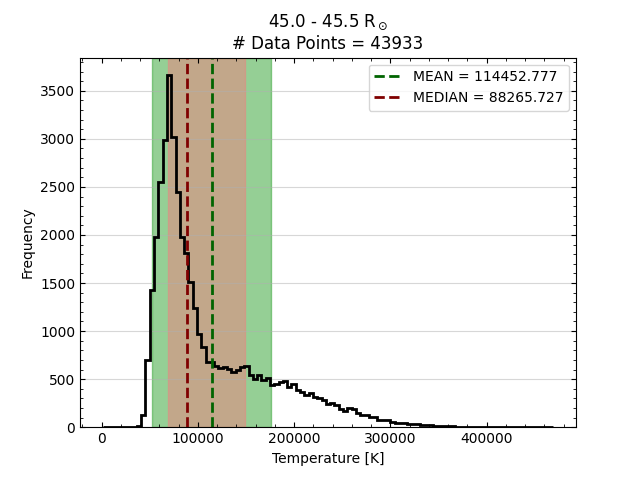 45.0 - 45.5 R⊙
# Data Points = 43933
MEAN = 114452.777
MEDIAN = 88265.727
Frequency
3500
3000
2500
2000
1500
1000
500
0
0 100000 200000 300000 400000
Temperature [K]